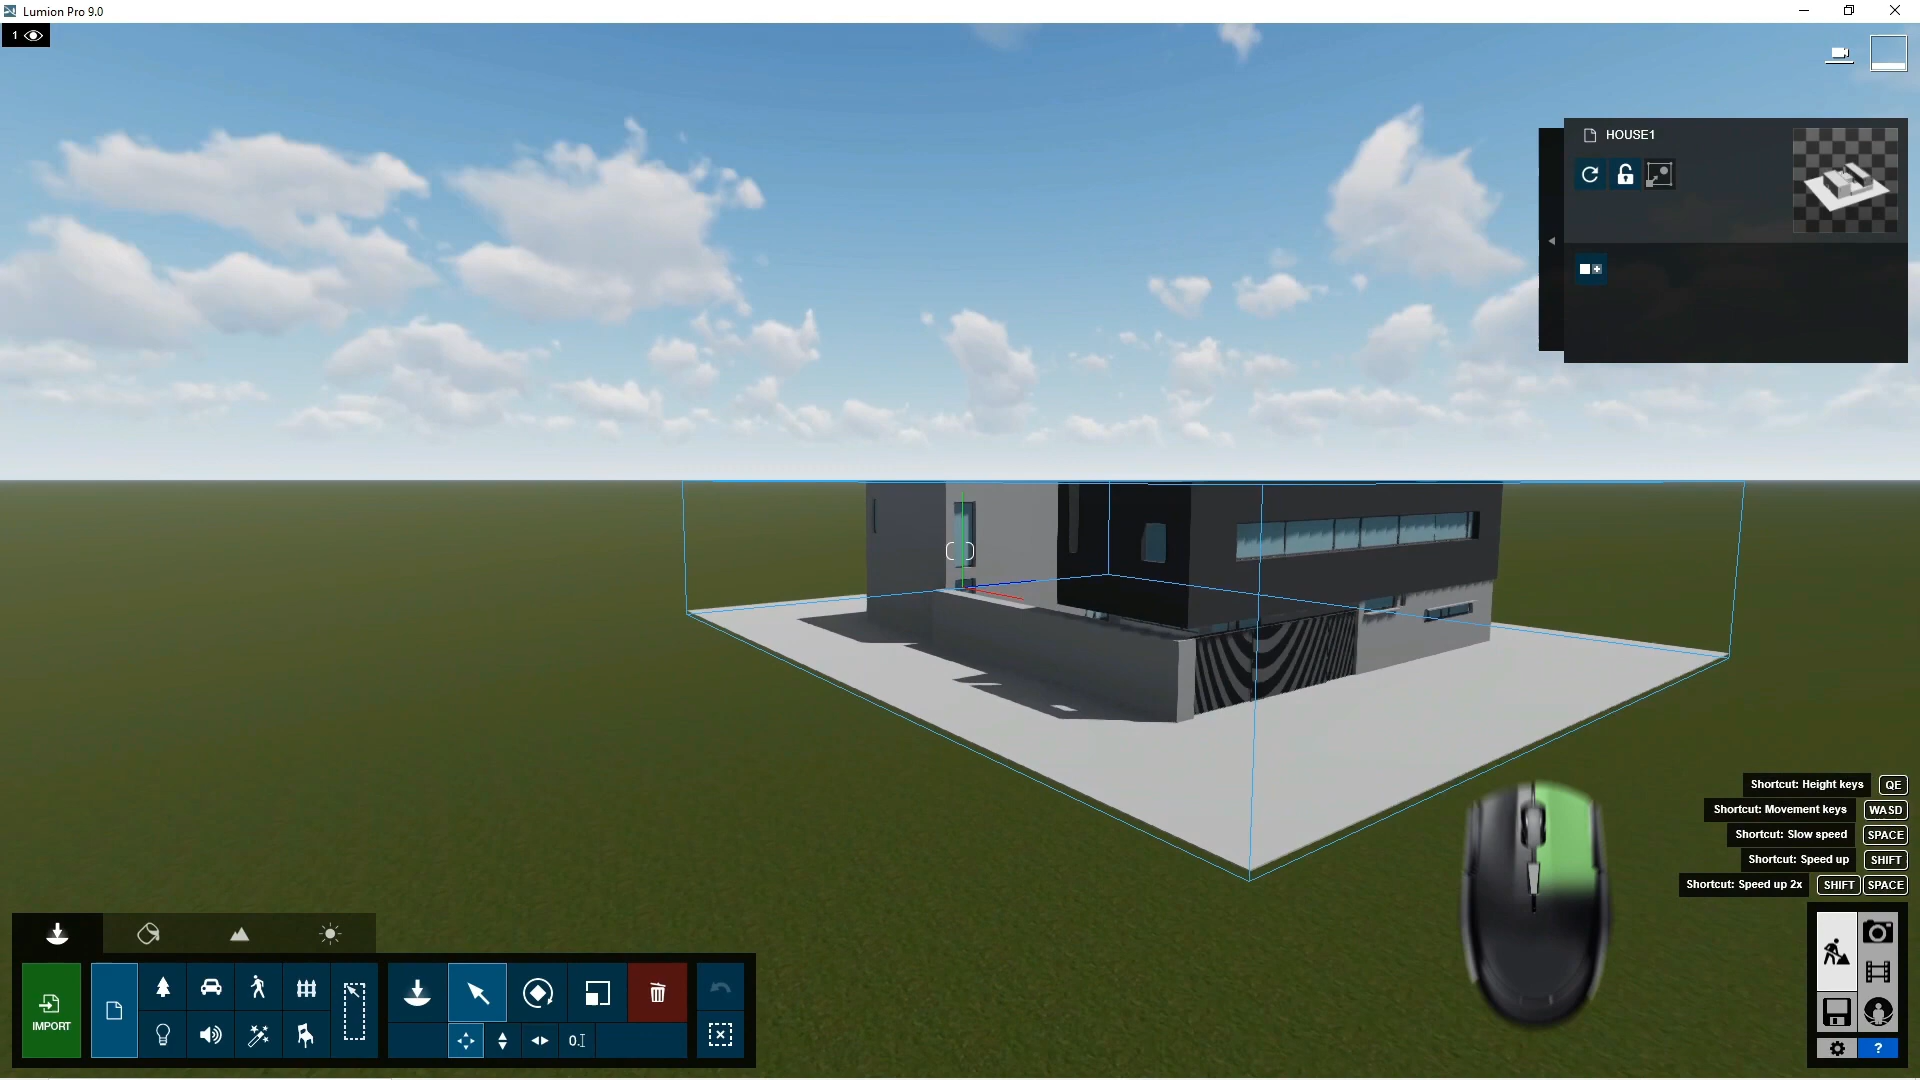 Lumion Pro 9.0
1
HOUSE1
Shortcut: Height keys QE
Shortcut: Movement keys WASD
Shortcut: Slow speed SPACE
Shortcut: Speed up SHIFT
Shortcut: Speed up 2x SHIFT SPACE
IMPORT
0.
?